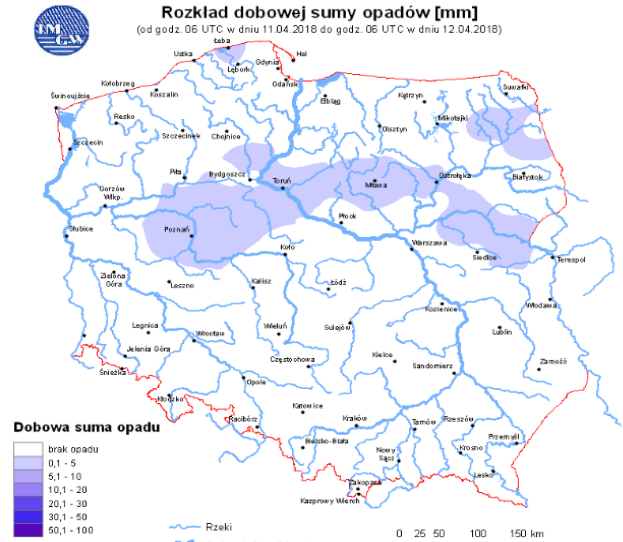 Rozkład dobowej sumy opadów [mm]
(od godz. 06 UTC w dniu 11.04.2018 do godz. 06 UTC w dniu 12.04.2018)
IMGW
Łeba
Ustka
Hel
Lębork
Gdynia
Gdańsk
Suwałki
Kołobrzeg
Koszalin
Świnoujście
Elbląg
Kętrzyn
Resko
Mikołajki
Szczecinek
Chojnice
Olsztyn
Szczecin
Piła
Bydgoszcz
Toruń
Mława
Ostrołęka
Białystok
Gorzów
Wlkp.
Płock
Słubice
Poznań
Koło
Warszawa
Siedlce
Terespol
Zielona
Góra
Leszno
Kalisz
Łódź
Kozienice
Włodawa
Legnica
Wrocław
Wieluń
Sulejów
Lublin
Jelenia Góra
Kielce
Śnieżka
Częstochowa
Sandomierz
Zamość
Opole
Kłodzko
Katowice
Racibórz
Kraków
Tarnów
Rzeszów
Przemyśl
Bielsko-Biała
Nowy
Sącz
Krosno
Lesko
Zakopane
Kasprowy Wierch
Dobowa suma opadu
brak opadu
0,1 - 5
5,1 - 10
10,1 - 20
20,1 - 30
30,1 - 50
50,1 - 100
Rzeki
0 25 50 100 150 km